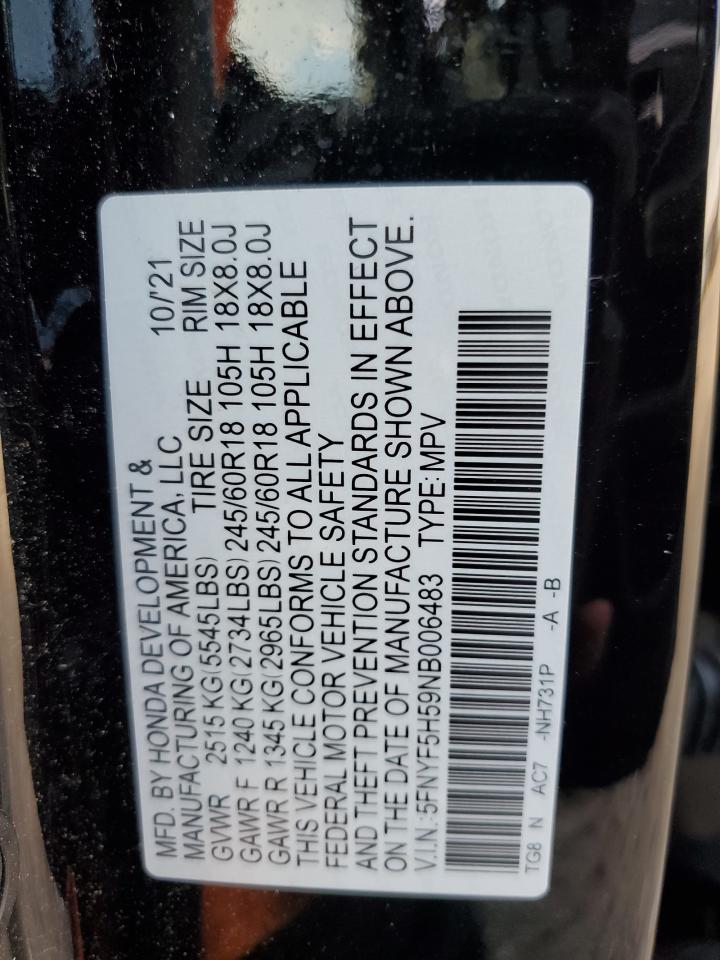 MFD. BY HONDA DEVELOPMENT & 10/'21
MANUFACTURING OF AMERICA, LLC
TIRE SIZE RIM SIZE
GVWR 2515 KG(5545LBS)
GAWR F 1240 KG(2734LBS) 245/60R18 105H 18X8.0J
GAWR R 1345 KG(2965LBS) 245/60R18 105H 18X8.0J
THIS VEHICLE CONFORMS TO ALL APPLICABLE
FEDERAL MOTOR VEHICLE SAFETY
AND THEFT PREVENTION STANDARDS IN EFFECT
ON THE DATE OF MANUFACTURE SHOWN ABOVE.
V.I.N.:5FNYF5H59NB006483 TYPE:MPV
TG8 N AC7 -NH731P -A -B